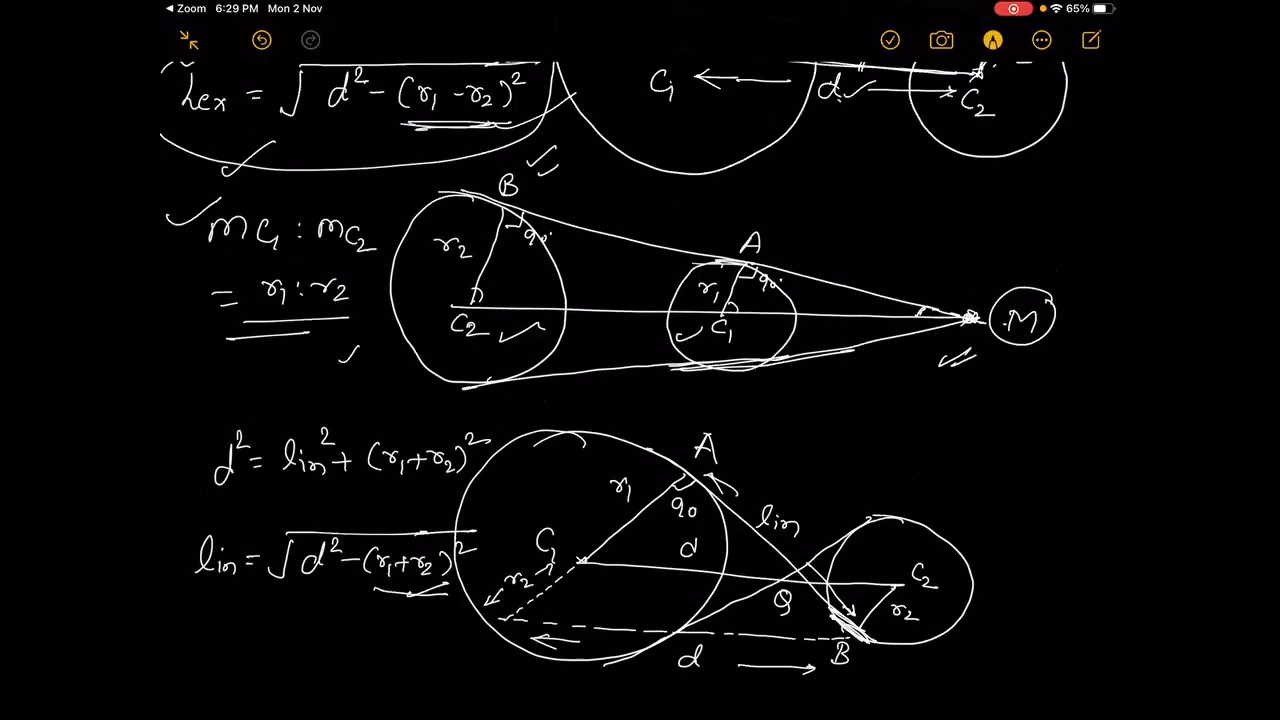 Zoom 6:29 PM Mon 2 Nov 65%
lex = √d² - (r₁ - r₂)²
C₁ d C₂
B
MC₁ : MC₂
r₂ 90°
A
= r₁ : r₂
r₁ 90°
C₂ C₁ M
d² = lin² + (r₁+r₂)²
A
r₁ 90
lin
lin = √d² - (r₁+r₂)²
C₁ d C₂
r₂ Q r₂
d B